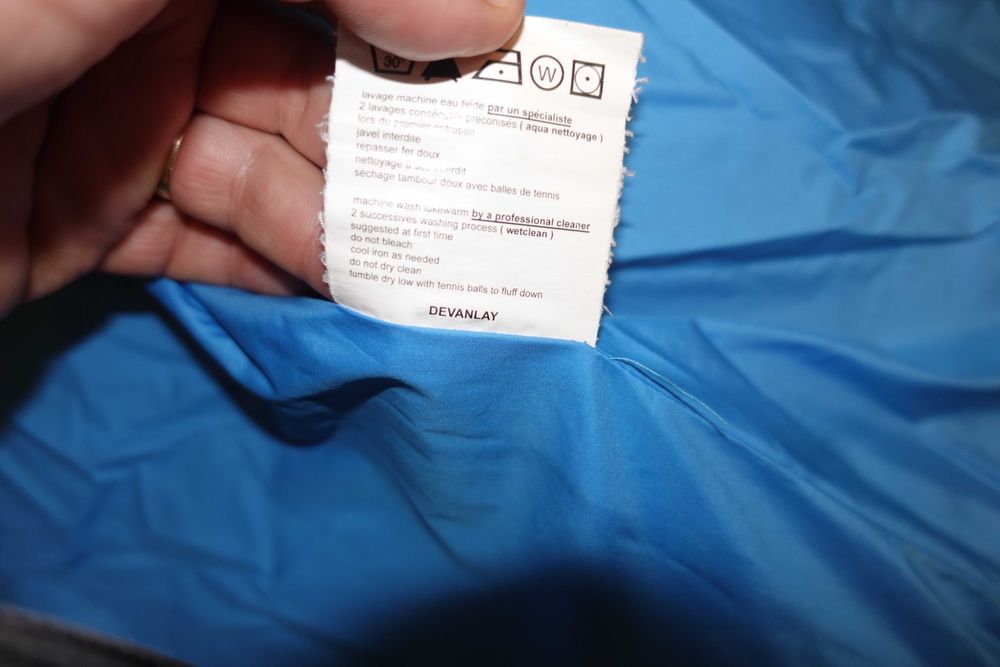 30°
W
lavage machine eau tiède par un spécialiste
2 lavages consécutifs préconisés ( aqua nettoyage )
lors du premier entretien
javel interdite
repasser fer doux
nettoyage à sec interdit
séchage tambour doux avec balles de tennis
machine wash lukewarm by a professional cleaner
2 successives washing process ( wetclean )
suggested at first time
do not bleach
cool iron as needed
do not dry clean
tumble dry low with tennis balls to fluff down
DEVANLAY